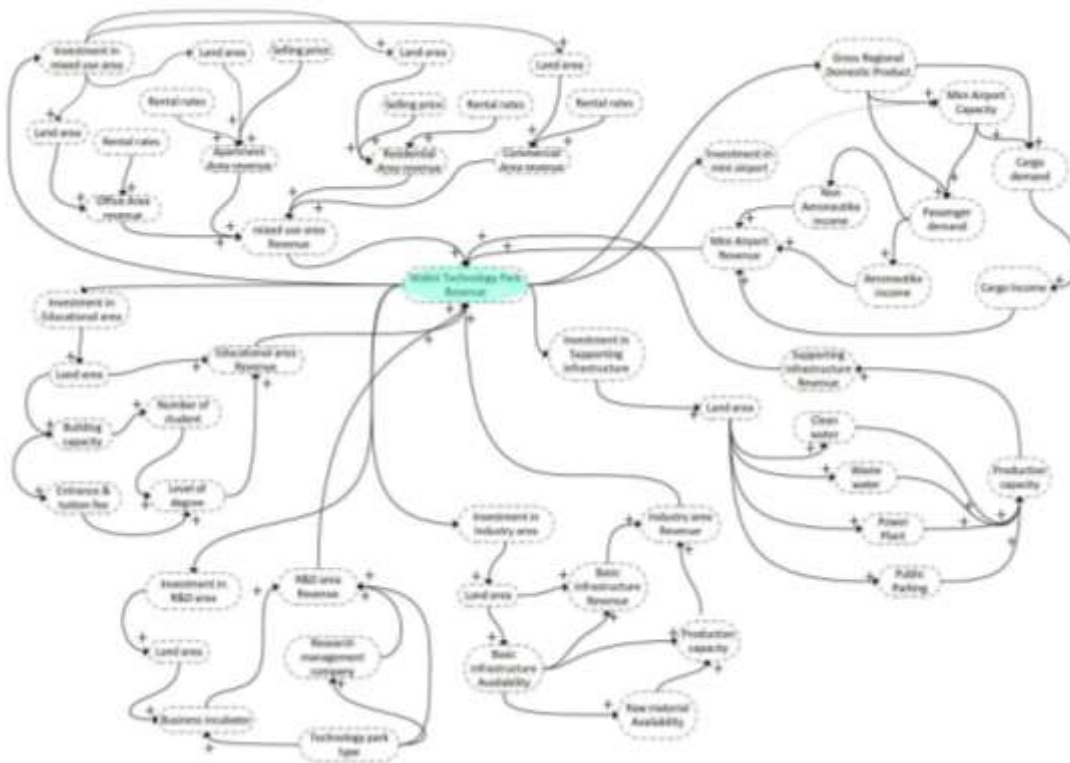 Investment in
mixed use area
Land area
Selling price
Land area
Land area
Rental rates
Selling price
Rental rates
Rental rates
Land area
Rental rates
Apartment
Area revenue
Residential
Area revenue
Commercial
Area revenue
Office Area
revenue
mixed use area
Revenue
Gross Regional
Domestic Product
Mini Airport
Capacity
Investment in
mini airport
Cargo
demand
Non
Aeronautika
income
Passenger
demand
Mini Airport
Revenue
Aeronautika
income
Cargo Income
Technology Park
Revenue
Investment in
Educational area
Educational area
Revenue
Land area
Number of
student
Building
capacity
Entrance &
tuition fee
Level of
degree
Investment in
Supporting
Infrastructure
Supporting
Infrastructure
Revenue
Land area
Clean
water
Waste
water
Production
capacity
Power
Plant
Public
Parking
Investment in
Industry area
Industry area
Revenue
Land area
Basic
Infrastructure
Revenue
Basic
Infrastructure
Availability
Production
capacity
Raw material
Availability
Investment in
R&D area
R&D area
Revenue
Land area
Research
management
company
Business incubator
Technology park
type